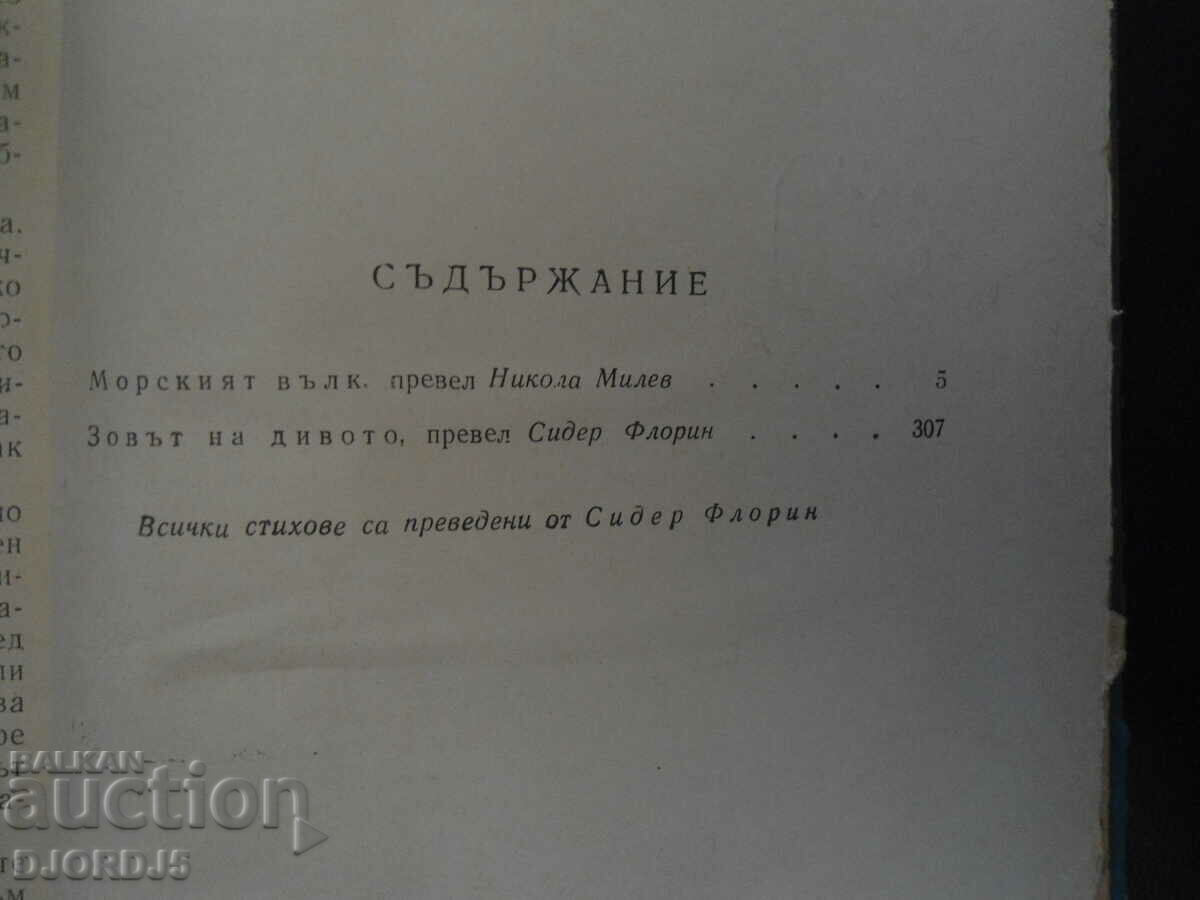 СЪДЪРЖАНИЕ
Морският вълк. превел Никола Милев . . . . . 5
Зовът на дивото, превел Сидер Флорин . . . . 307
Всички стихове са преведени от Сидер Флорин
BALKAN
auction
DJORDJ5